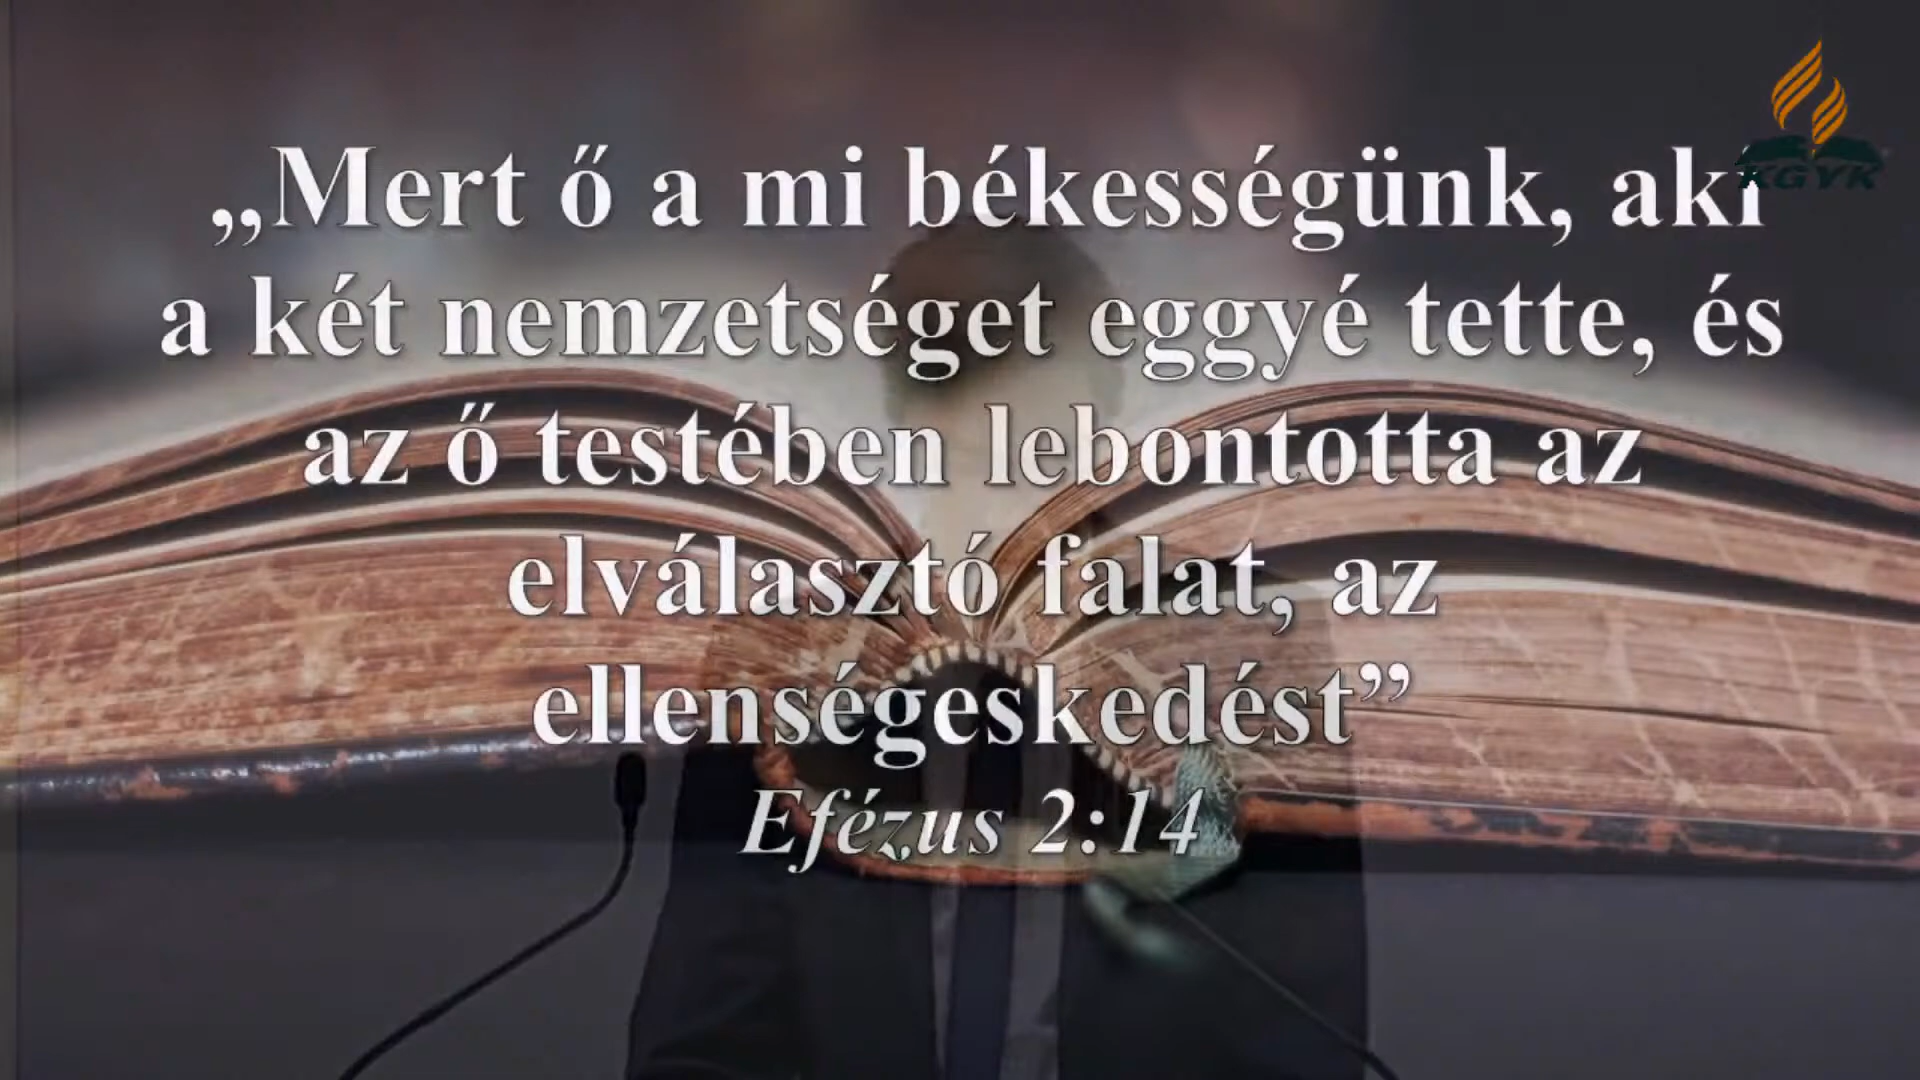 KGYK
„Mert ő a mi békességünk, aki
a két nemzetséget eggyé tette, és
az ő testében lebontotta az
elválasztó falat, az
ellenségeskedést”
Efézus 2:14